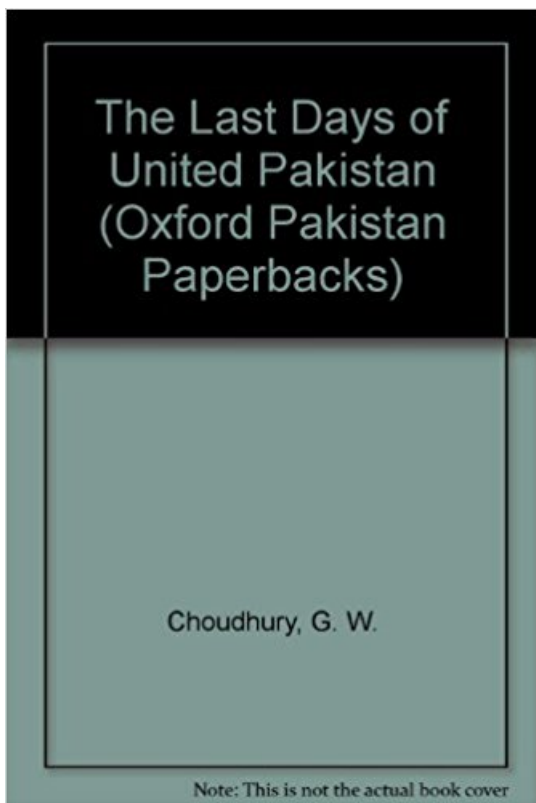 The Last Days of
United Pakistan
(Oxford Pakistan
Paperbacks)
Choudhury, G. W.
Note: This is not the actual book cover